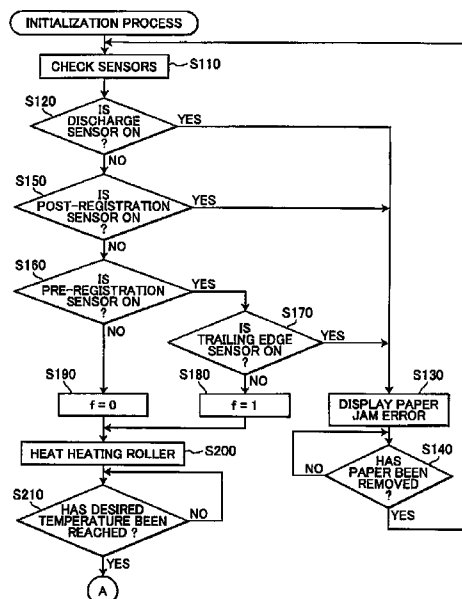 INITIALIZATION PROCESS
CHECK SENSORS
S110
S120
IS
DISCHARGE
SENSOR ON
?
YES
NO
S150
IS
POST-REGISTRATION
SENSOR ON
?
YES
NO
S160
IS
PRE-REGISTRATION
SENSOR ON
?
YES
NO
S170
IS
TRAILING EDGE
SENSOR ON
?
YES
NO
S190
f = 0
S180
f = 1
S130
DISPLAY PAPER
JAM ERROR
S200
HEAT HEATING ROLLER
S140
HAS
PAPER BEEN
REMOVED
?
NO
YES
S210
HAS DESIRED
TEMPERATURE BEEN
REACHED ?
NO
YES
A